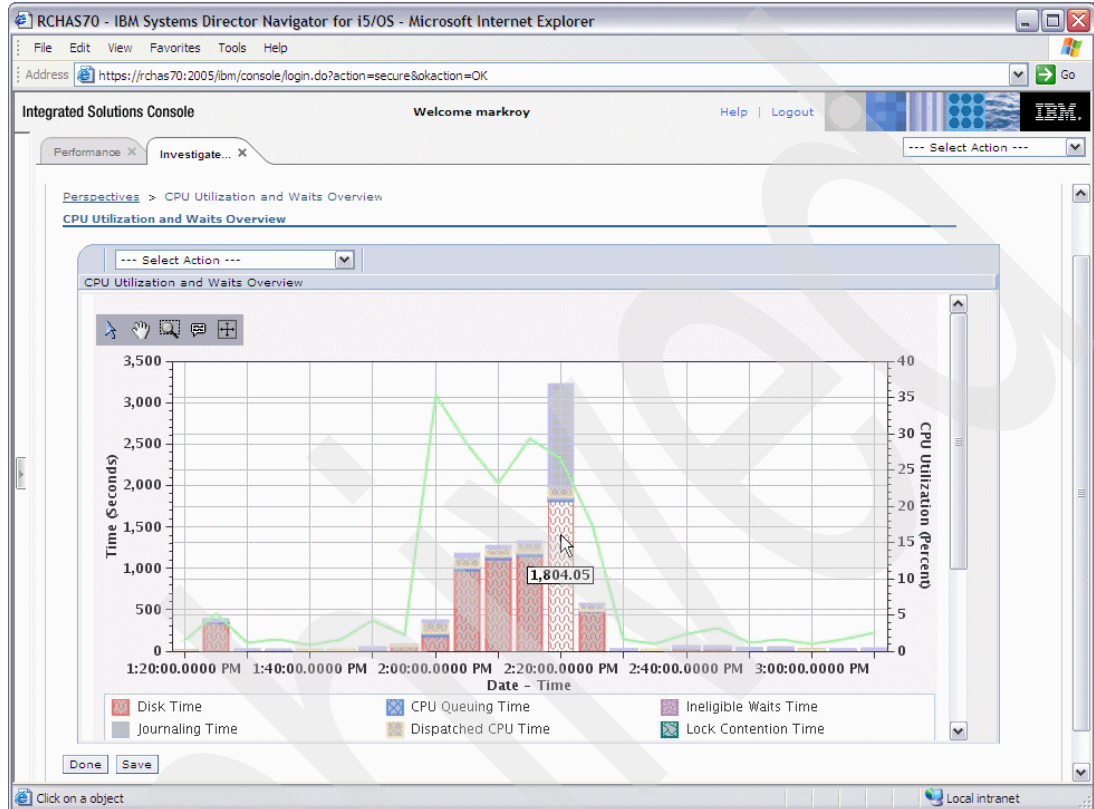 RCHAS70 - IBM Systems Director Navigator for i5/OS - Microsoft Internet Explorer
File Edit View Favorites Tools Help
Address https://rchas70:2005/ibm/console/login.do?action=secure&okaction=OK Go
Integrated Solutions Console Welcome markroy Help | Logout IBM.
Performance Investigate... --- Select Action ---
Perspectives > CPU Utilization and Waits Overview
CPU Utilization and Waits Overview
--- Select Action ---
CPU Utilization and Waits Overview
3,500
3,000
2,500
2,000
1,500
1,000
500
0
Time (Seconds)
40
35
30
25
20
15
10
5
0
CPU Utilization (Percent)
1,804.05
1:20:00.0000 PM 1:40:00.0000 PM 2:00:00.0000 PM 2:20:00.0000 PM 2:40:00.0000 PM 3:00:00.0000 PM
Date - Time
Disk Time CPU Queuing Time Ineligible Waits Time
Journaling Time Dispatched CPU Time Lock Contention Time
Done Save
Click on a object Local intranet